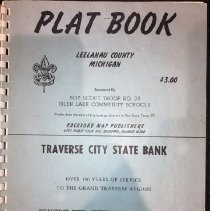 PLAT BOOK
LEELANAU COUNTY
MICHIGAN
$3.00
Sponsored By
BOY SCOUT TROOP NO. 29
GLEN LAKE COMMUNITY SCHOOLS
ROCKFORD MAP PUBLISHERS
TRAVERSE CITY STATE BANK
OVER 100 YEARS OF SERVICE
TO THE GRAND TRAVERSE REGION